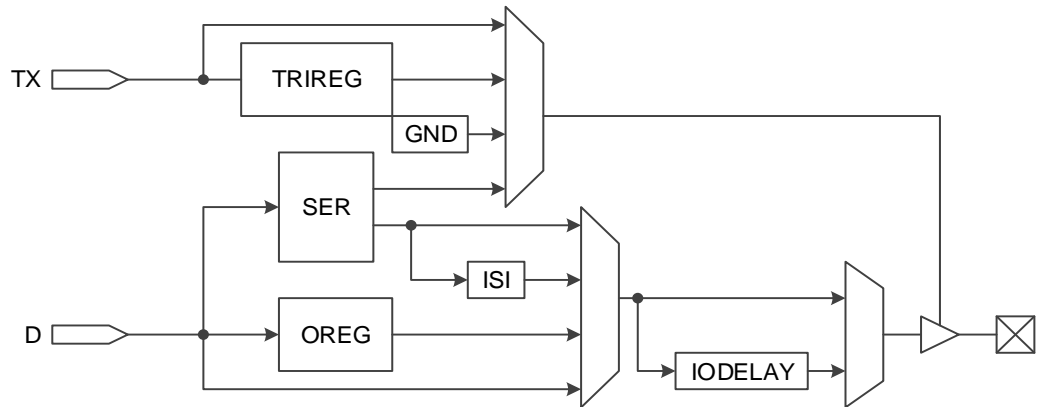 TX
TRIREG
GND
SER
ISI
D
OREG
IODELAY